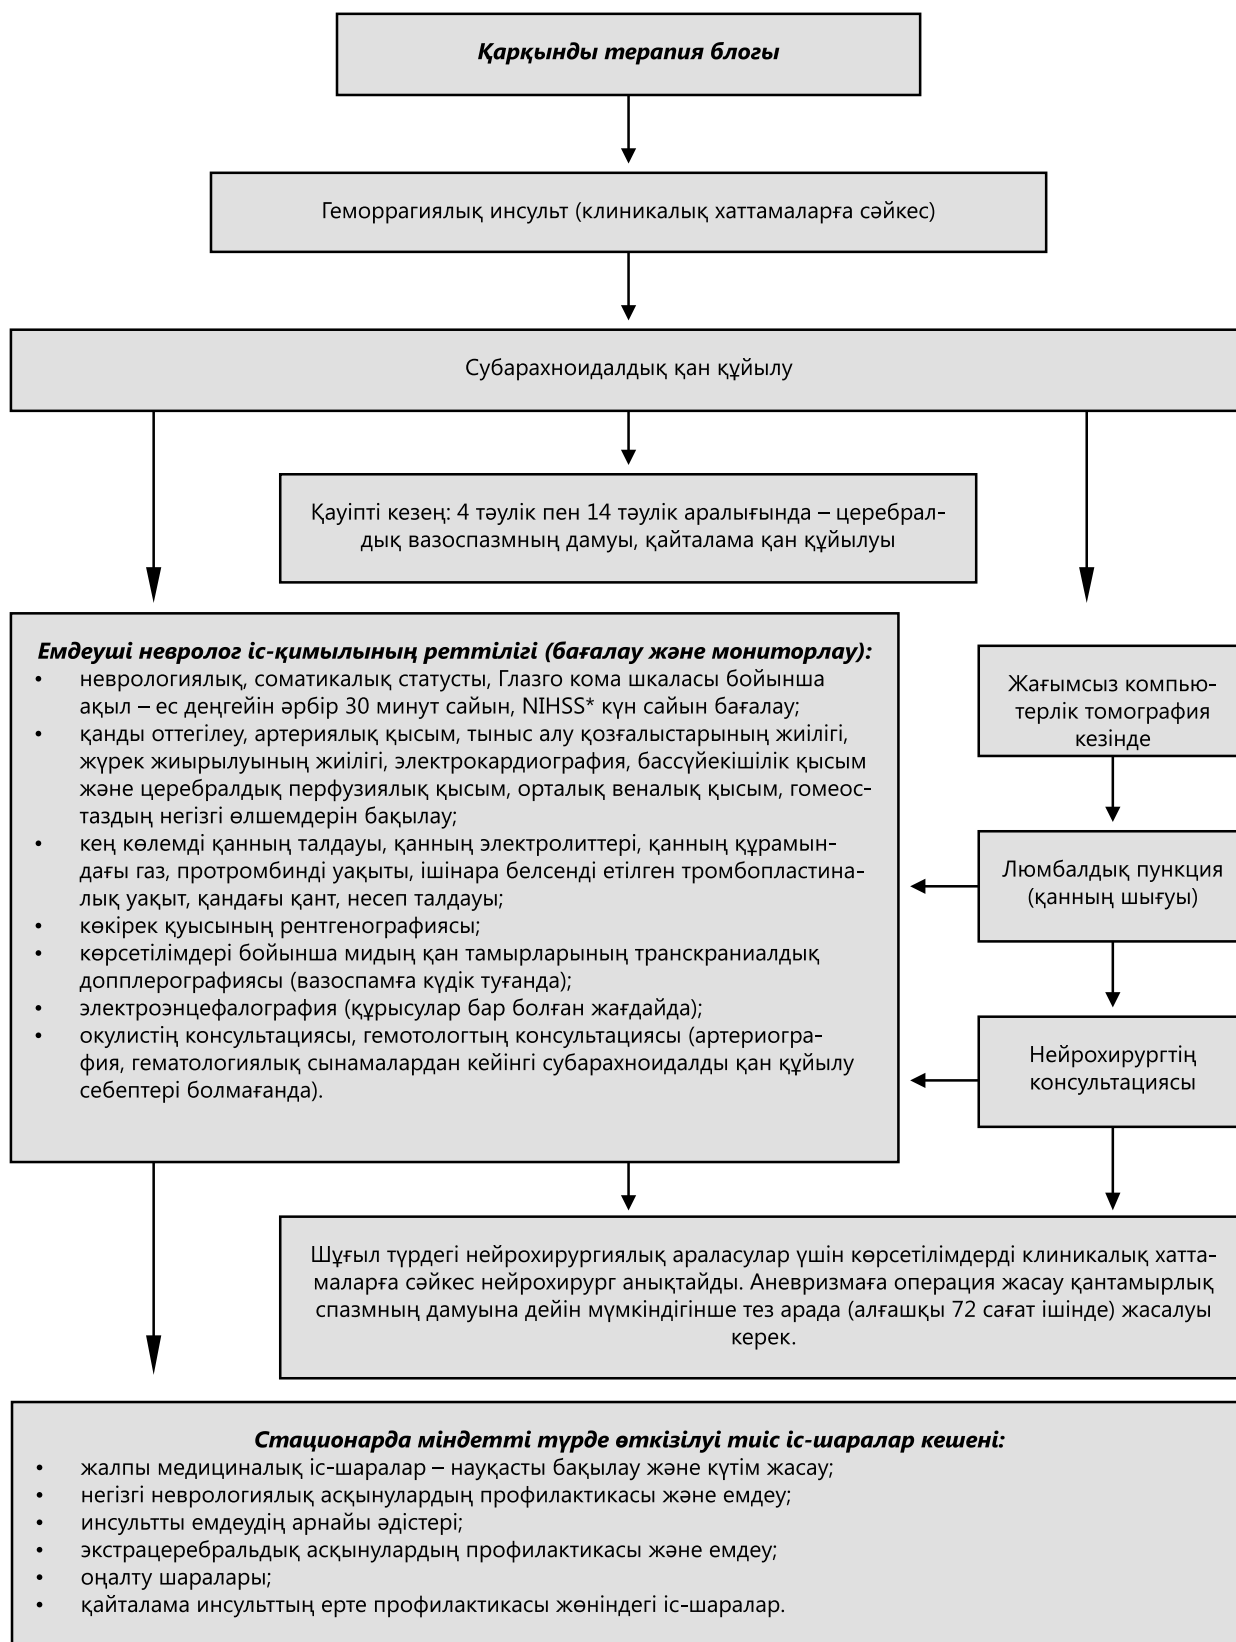 Қарқынды терапия блогы
Геморрагиялық инсульт (клиникалық хаттамаларға сәйкес)
Субарахноидалдық қан құйылу
Қауіпті кезең: 4 тәулік пен 14 тәулік аралығында – церебрал-
дық вазоспазмның дамуы, қайталама қан құйылуы
Емдеуші невролог іс-қимылының реттілігі (бағалау және мониторлау):
• неврологиялық, соматикалық статусты, Глазго кома шкаласы бойынша
ақыл – ес деңгейін әрбір 30 минут сайын, NIHSS* күн сайын бағалау;
• қанды оттегілеу, артериялық қысым, тыныс алу қозғалыстарының жиілігі,
жүрек жиырылуының жиілігі, электрокардиография, бассүйекішілік қысым
және церебралдық перфузиялық қысым, орталық веналық қысым, гомеос-
таздың негізгі өлшемдерін бақылау;
• кең көлемді қанның талдауы, қанның электролиттері, қанның құрамын-
дағы газ, протромбинді уақыты, ішінара белсенді етілген тромбопластина-
лық уақыт, қандағы қант, несеп талдауы;
• көкірек қуысының рентгенографиясы;
• көрсетілімдері бойынша мидың қан тамырларының транскраниалдық
допплерографиясы (вазоспамға күдік туғанда);
• электроэнцефалография (құрысулар бар болған жағдайда);
• окулистің консультациясы, гемотологтың консультациясы (артериогра-
фия, гематологиялық сынамалардан кейінгі субарахноидалды қан құйылу
себептері болмағанда).
Жағымсыз компью-
терлік томография
кезінде
Люмбалдық пункция
(қанның шығуы)
Нейрохирургтің
консультациясы
Шұғыл түрдегі нейрохирургиялық араласулар үшін көрсетілімдерді клиникалық хатта-
маларға сәйкес нейрохирург анықтайды. Аневризмаға операция жасау қантамырлық
спазмның дамуына дейін мүмкіндігінше тез арада (алғашқы 72 сағат ішінде) жасалуы
керек.
Стационарда міндетті түрде өткізілуі тиіс іс-шаралар кешені:
• жалпы медициналық іс-шаралар – науқасты бақылау және күтім жасау;
• негізгі неврологиялық асқынулардың профилактикасы және емдеу;
• инсультты емдеудің арнайы әдістері;
• экстрацеребральдық асқынулардың профилактикасы және емдеу;
• оңалту шаралары;
• қайталама инсульттың ерте профилактикасы жөніндегі іс-шаралар.